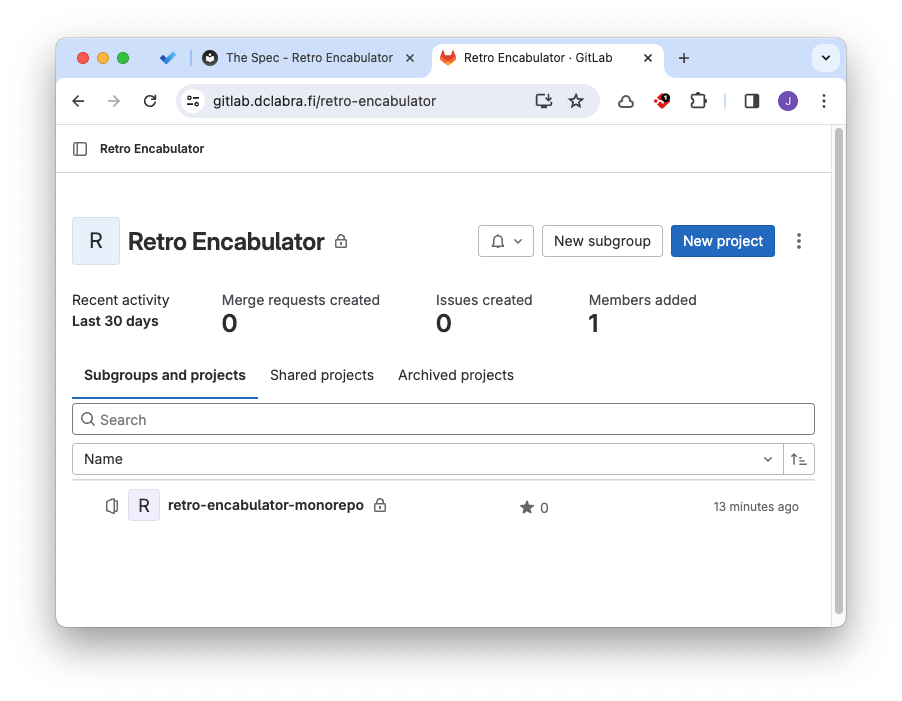 The Spec - Retro Encabulator
Retro Encabulator · GitLab
gitlab.dclabra.fi/retro-encabulator
1
J
Retro Encabulator
R
Retro Encabulator
New subgroup
New project
Recent activity
Last 30 days
Merge requests created
0
Issues created
0
Members added
1
Subgroups and projects
Shared projects
Archived projects
Search
Name
R
retro-encabulator-monorepo
0
13 minutes ago